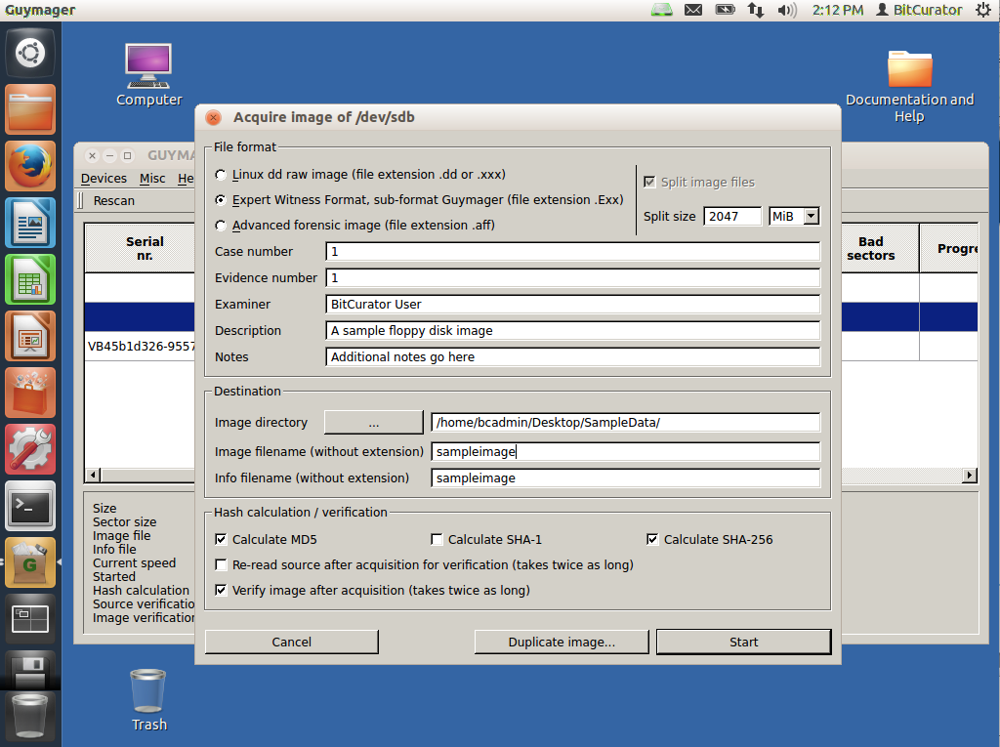 Guymager
2:12 PM
BitCurator
Computer
Documentation and
Help
Acquire image of /dev/sdb
GUYMA
Devices Misc He
Rescan
Serial
nr.
Bad
sectors
Progre
VB45b1d326-9557
File format
Linux dd raw image (file extension .dd or .xxx)
Expert Witness Format, sub-format Guymager (file extension .Exx)
Advanced forensic image (file extension .aff)
Split image files
Split size 2047 MiB
Case number 1
Evidence number 1
Examiner BitCurator User
Description A sample floppy disk image
Notes Additional notes go here
Destination
Image directory ... /home/bcadmin/Desktop/SampleData/
Image filename (without extension) sampleimage
Info filename (without extension) sampleimage
Hash calculation / verification
Calculate MD5 Calculate SHA-1 Calculate SHA-256
Re-read source after acquisition for verification (takes twice as long)
Verify image after acquisition (takes twice as long)
Cancel Duplicate image... Start
Size
Sector size
Image file
Info file
Current speed
Started
Hash calculation
Source verificatio
Image verification
G
Trash